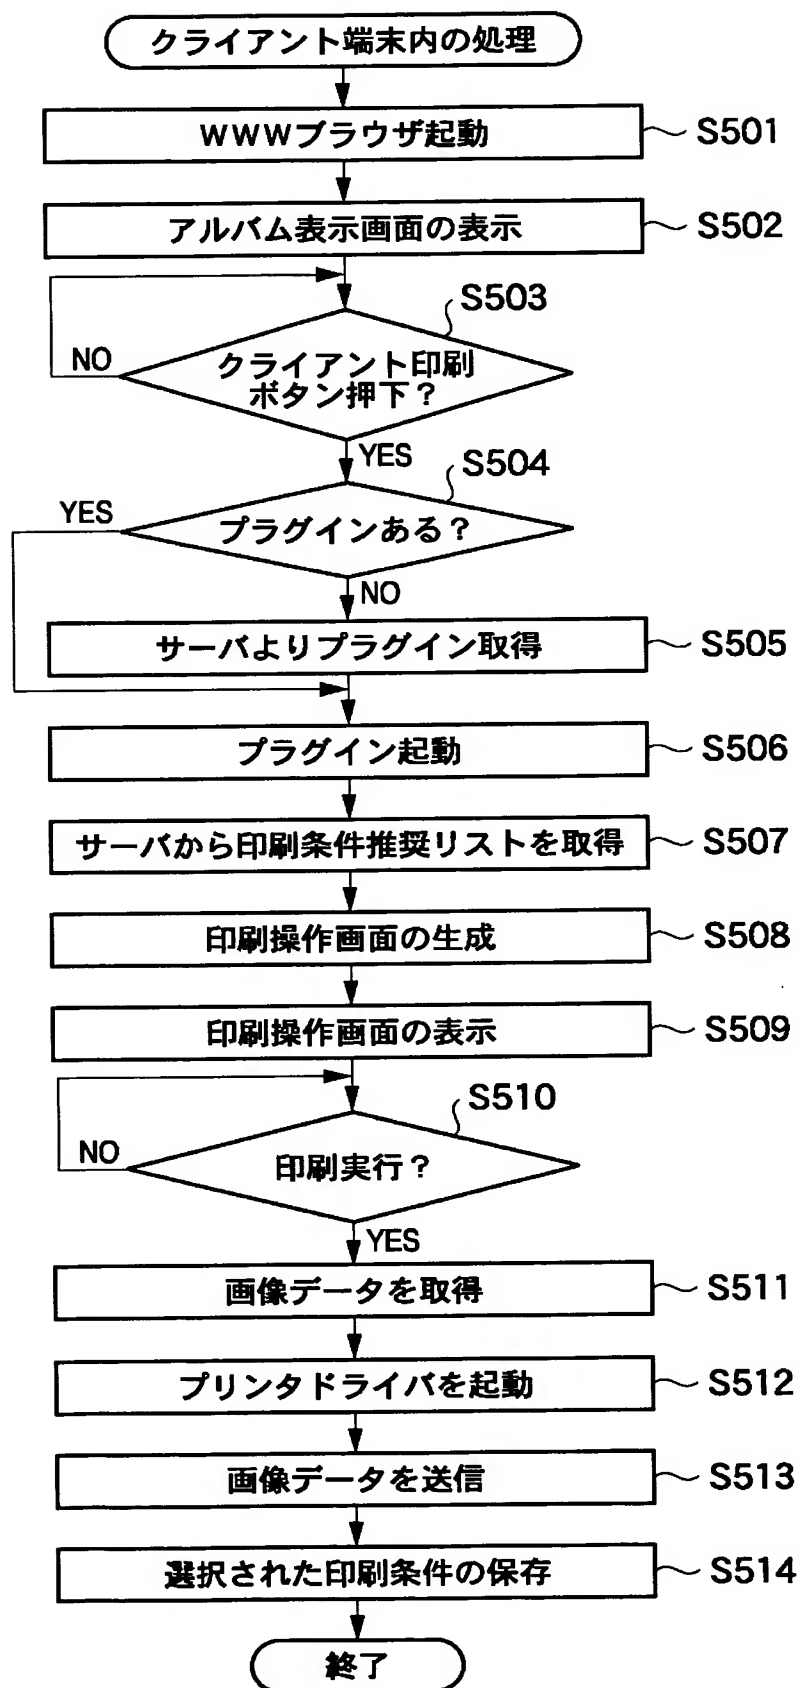 クライアント端末内の処理
WWWブラウザ起動
S501
アルバム表示画面の表示
S502
S503
NO
クライアント印刷
ボタン押下？
YES
S504
YES
プラグインある？
NO
サーバよりプラグイン取得
S505
プラグイン起動
S506
サーバから印刷条件推奨リストを取得
S507
印刷操作画面の生成
S508
印刷操作画面の表示
S509
S510
NO
印刷実行？
YES
画像データを取得
S511
プリンタドライバを起動
S512
画像データを送信
S513
選択された印刷条件の保存
S514
終了